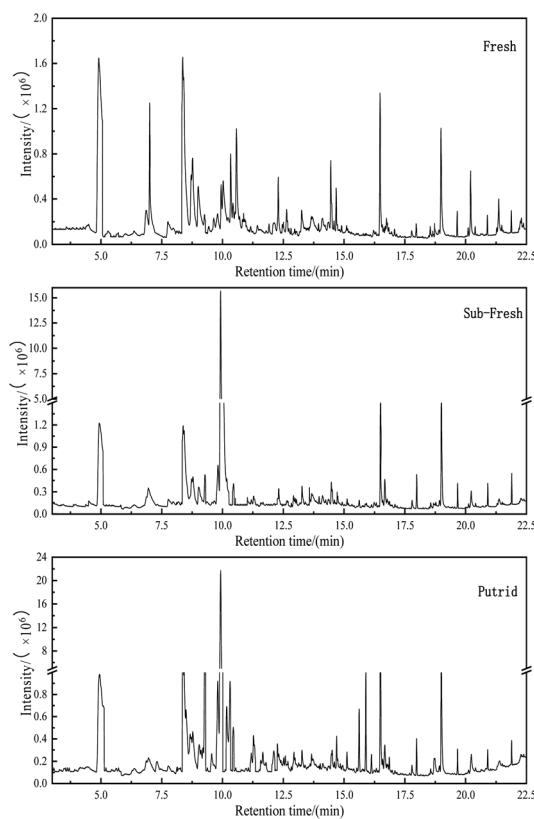 2.0
1.6
1.2
0.8
0.4
0.0
Intensity/( ×10⁶)
Fresh
5.0 7.5 10.0 12.5 15.0 17.5 20.0 22.5
Retention time/(min)
15.0
12.5
10.0
7.5
5.0
1.2
0.9
0.6
0.3
0.0
Intensity/( ×10⁶)
Sub-Fresh
5.0 7.5 10.0 12.5 15.0 17.5 20.0 22.5
Retention time/(min)
24
20
16
12
8
0.8
0.6
0.4
0.2
0.0
Intensity/( ×10⁶)
Putrid
5.0 7.5 10.0 12.5 15.0 17.5 20.0 22.5
Retention time/(min)